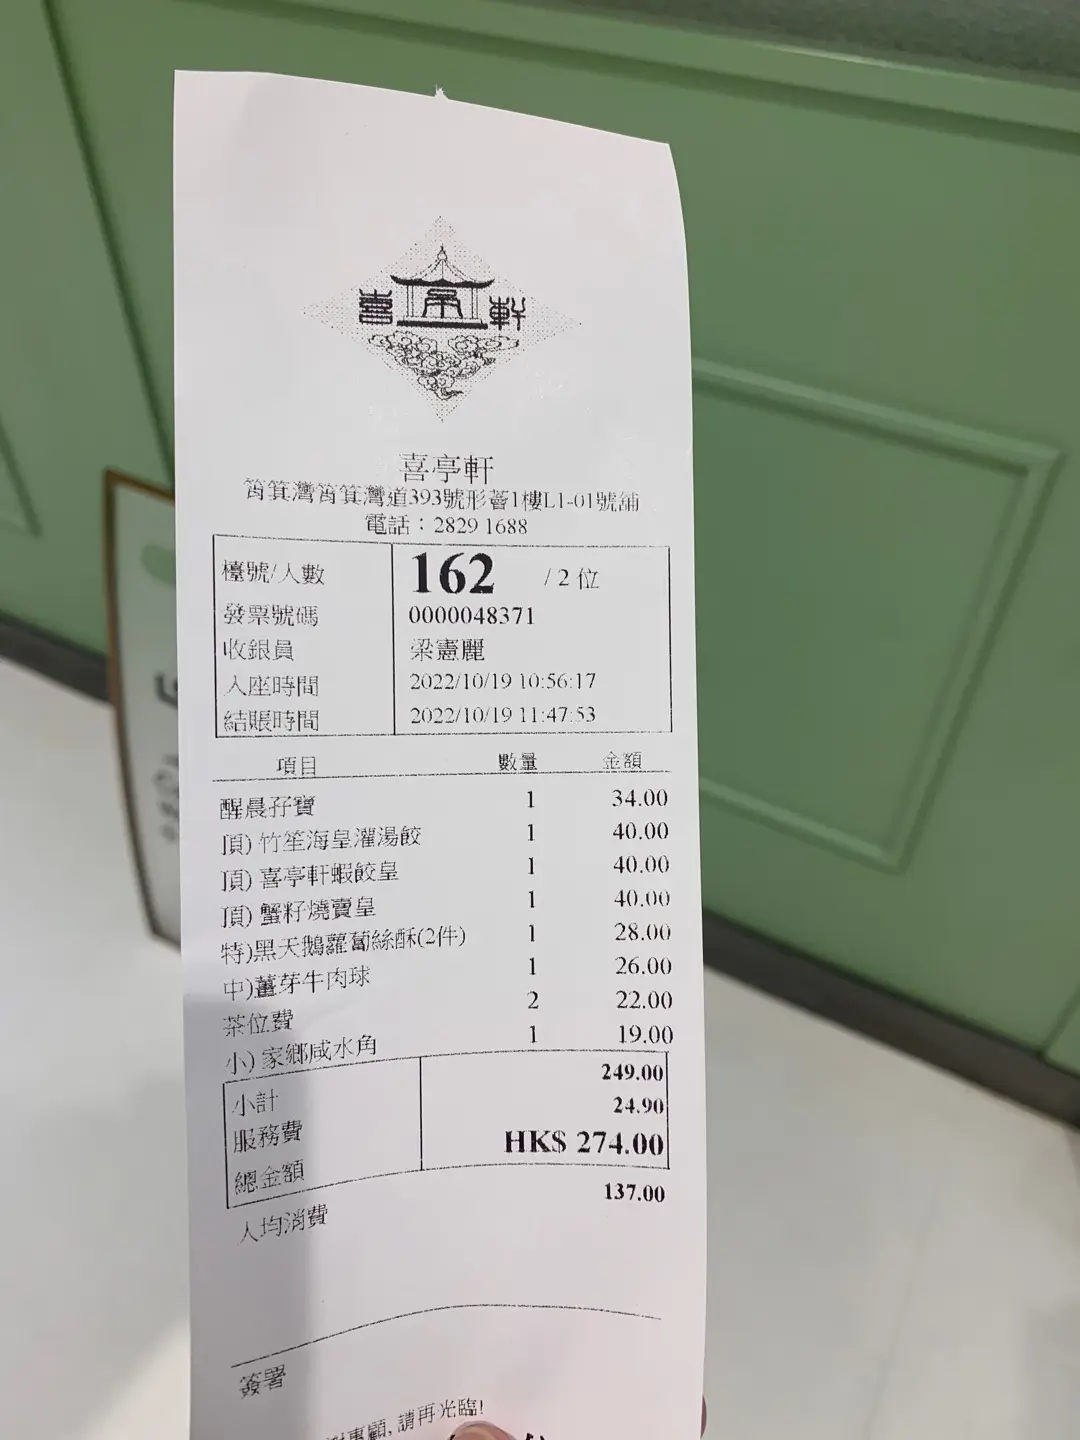 喜亭軒
喜亭軒
筲箕灣筲箕灣道393號形薈1樓L1-01號舖
電話：2829 1688
檯號/人數 162 / 2 位
發票號碼 0000048371
收銀員 梁憲麗
入座時間 2022/10/19 10:56:17
結賬時間 2022/10/19 11:47:53
項目 數量 金額
醒晨孖寶 1 34.00
頂) 竹笙海皇灌湯餃 1 40.00
頂) 喜亭軒蝦餃皇 1 40.00
頂) 蟹籽燒賣皇 1 40.00
特)黑天鵝蘿蔔絲酥(2件) 1 28.00
中)薑芽牛肉球 1 26.00
茶位費 2 22.00
小) 家鄉咸水角 1 19.00
小計 249.00
服務費 24.90
總金額 HK$ 274.00
人均消費 137.00
簽署
惠顧, 請再光臨!